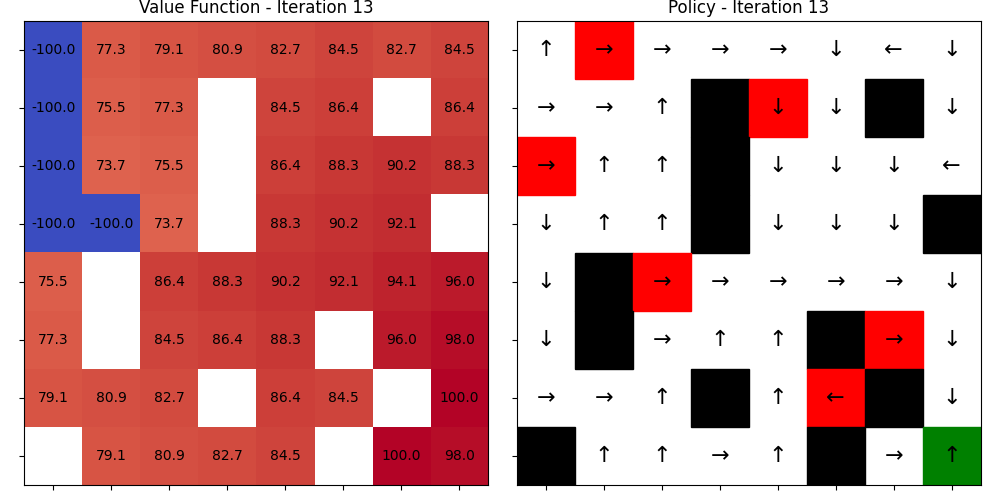 Value Function - Iteration 13
-100.0 77.3 79.1 80.9 82.7 84.5 82.7 84.5
-100.0 75.5 77.3 84.5 86.4 86.4
-100.0 73.7 75.5 86.4 88.3 90.2 88.3
-100.0 -100.0 73.7 88.3 90.2 92.1
75.5 86.4 88.3 90.2 92.1 94.1 96.0
77.3 84.5 86.4 88.3 96.0 98.0
79.1 80.9 82.7 86.4 84.5 100.0
79.1 80.9 82.7 84.5 100.0 98.0
Policy - Iteration 13
↑ → → → → ↓ ← ↓
→ → ↑ ↓ ↓ ↓
→ ↑ ↑ ↓ ↓ ↓ ←
↓ ↑ ↑ ↓ ↓ ↓
↓ → → → → → ↓
↓ → ↑ ↑ → ↓
→ → ↑ ↑ ← ↓
↑ ↑ → ↑ → ↑